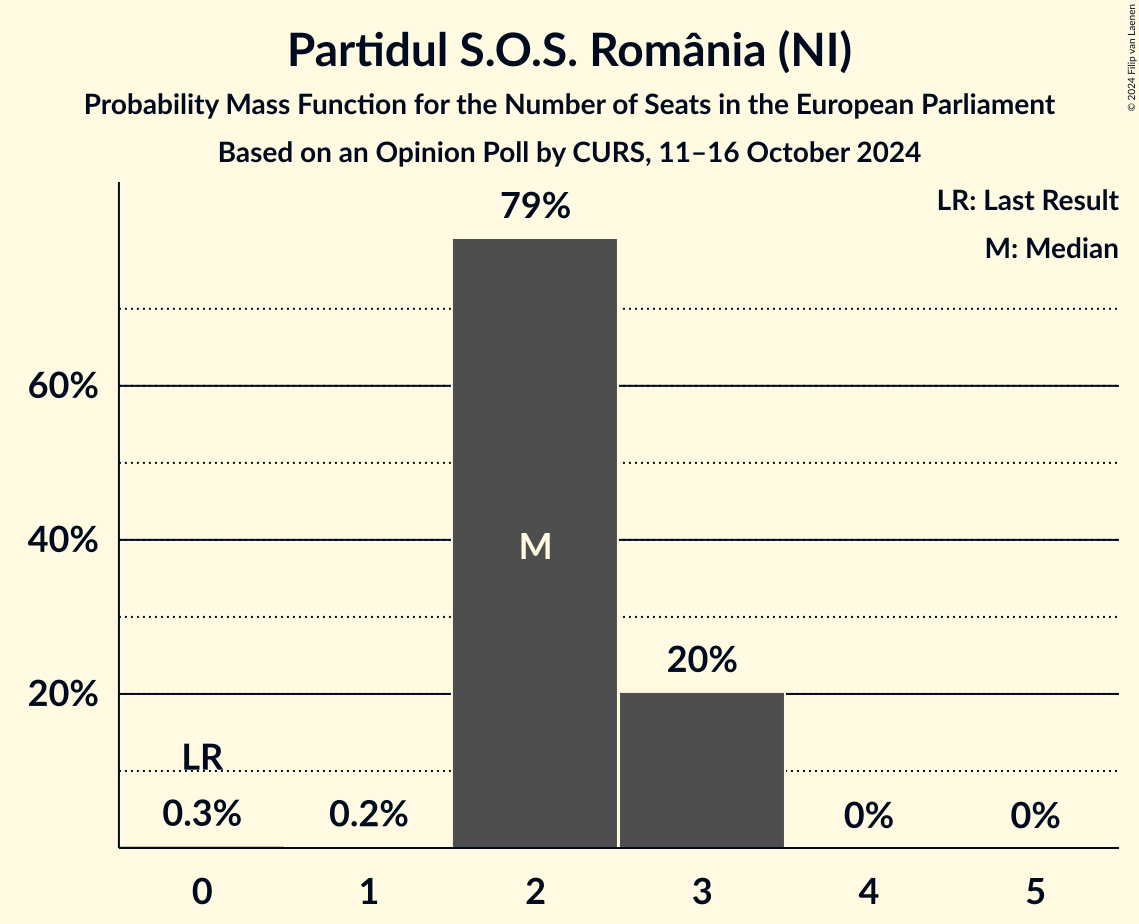 Partidul S.O.S. România (NI)
Probability Mass Function for the Number of Seats in the European Parliament
Based on an Opinion Poll by CURS, 11–16 October 2024
© 2024 Filip van Laenen
LR: Last Result
M: Median
79%
60%
40%
20%
M
20%
LR
0.3%
0.2%
0%
0%
0
1
2
3
4
5